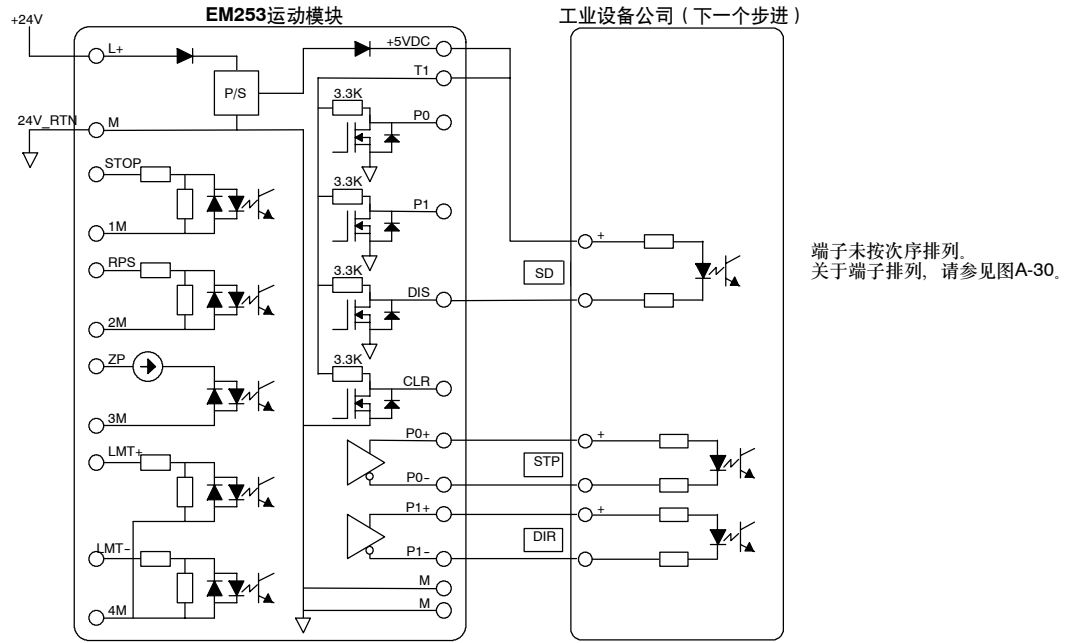 EM253运动模块
工业设备公司（下一个步进）
+24V
L+
+5VDC
T1
P/S
3.3K
P0
24V_RTN
M
STOP
3.3K
P1
1M
RPS
SD
+
端子未按次序排列。
关于端子排列，请参见图A-30。
3.3K
DIS
2M
ZP
3.3K
CLR
3M
LMT+
P0+
+
STP
P0-
P1+
+
DIR
LMT-
P1-
M
4M
M